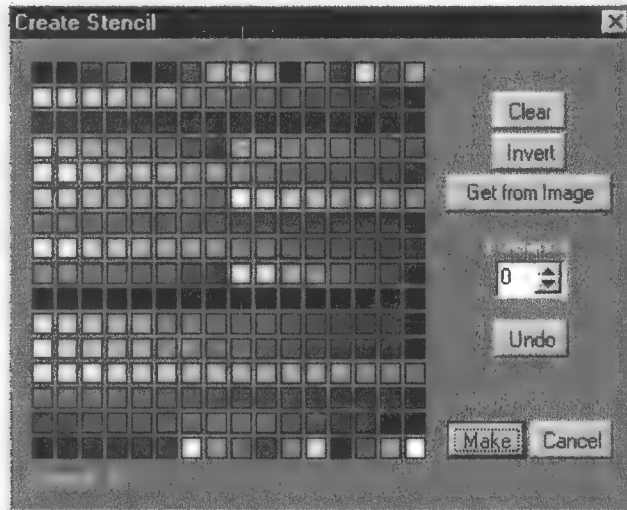 Create Stencil
Clear
Invert
Get from Image
0
Undo
Make
Cancel